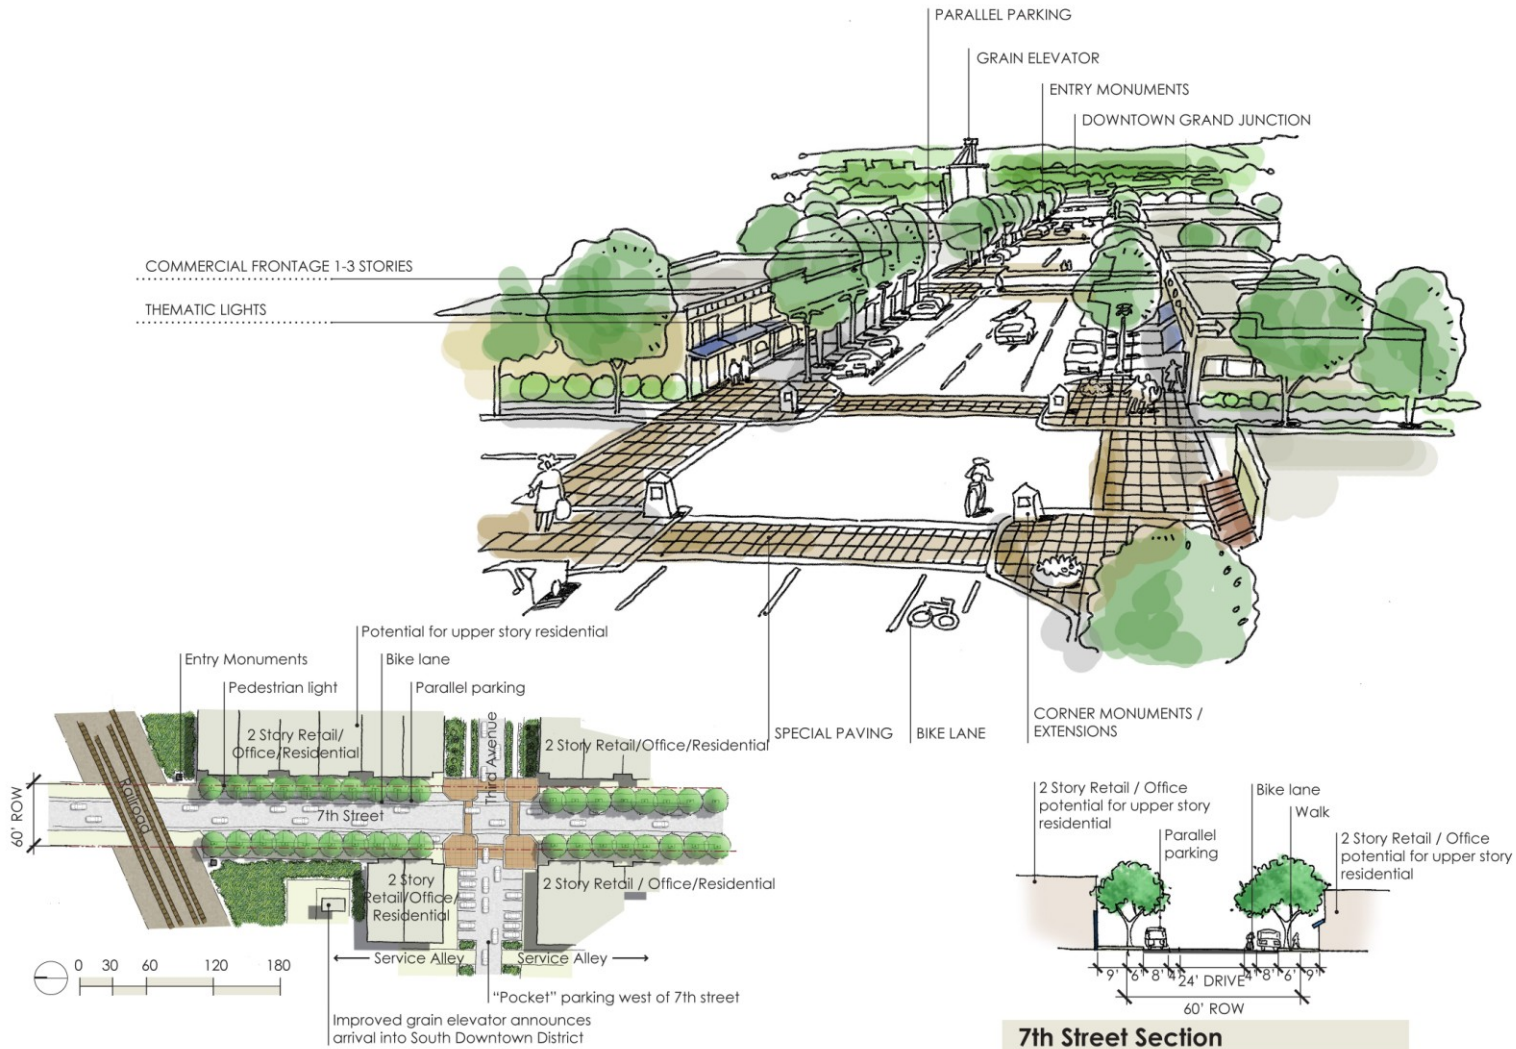 PARALLEL PARKING
GRAIN ELEVATOR
ENTRY MONUMENTS
DOWNTOWN GRAND JUNCTION
COMMERCIAL FRONTAGE 1-3 STORIES
THEMATIC LIGHTS
SPECIAL PAVING
BIKE LANE
CORNER MONUMENTS /
EXTENSIONS
Potential for upper story residential
Entry Monuments
Bike lane
Pedestrian light
Parallel parking
2 Story Retail/
Office/Residential
Third Avenue
2 Story Retail/Office/Residential
60' ROW
Railroad
7th Street
2 Story
Retail/Office/
Residential
2 Story Retail / Office/Residential
Service Alley
Service Alley
0 30 60 120 180
"Pocket" parking west of 7th street
Improved grain elevator announces
arrival into South Downtown District
2 Story Retail / Office
potential for upper story
residential
Bike lane
Walk
Parallel
parking
2 Story Retail / Office
potential for upper story
residential
9' 6' 8' 4' 24' DRIVE 4' 8' 6' 9'
60' ROW
7th Street Section